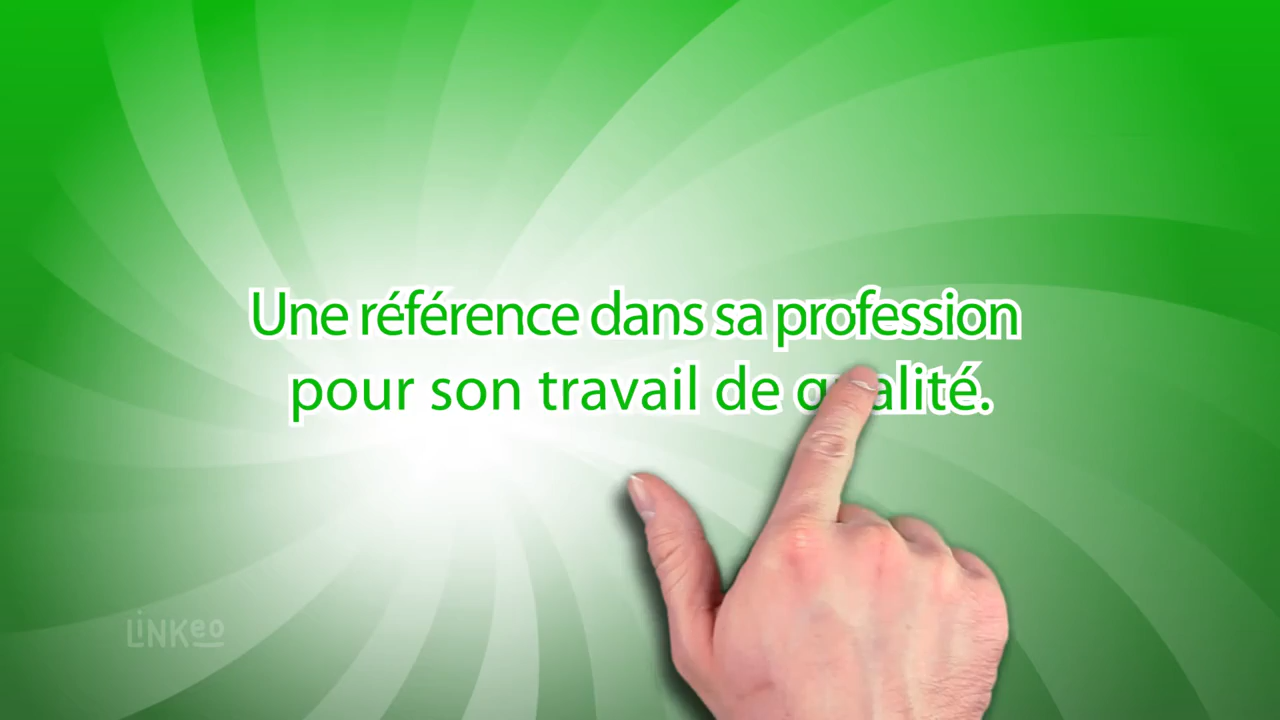 Une référence dans sa profession
pour son travail de qualité.
LiNKeo